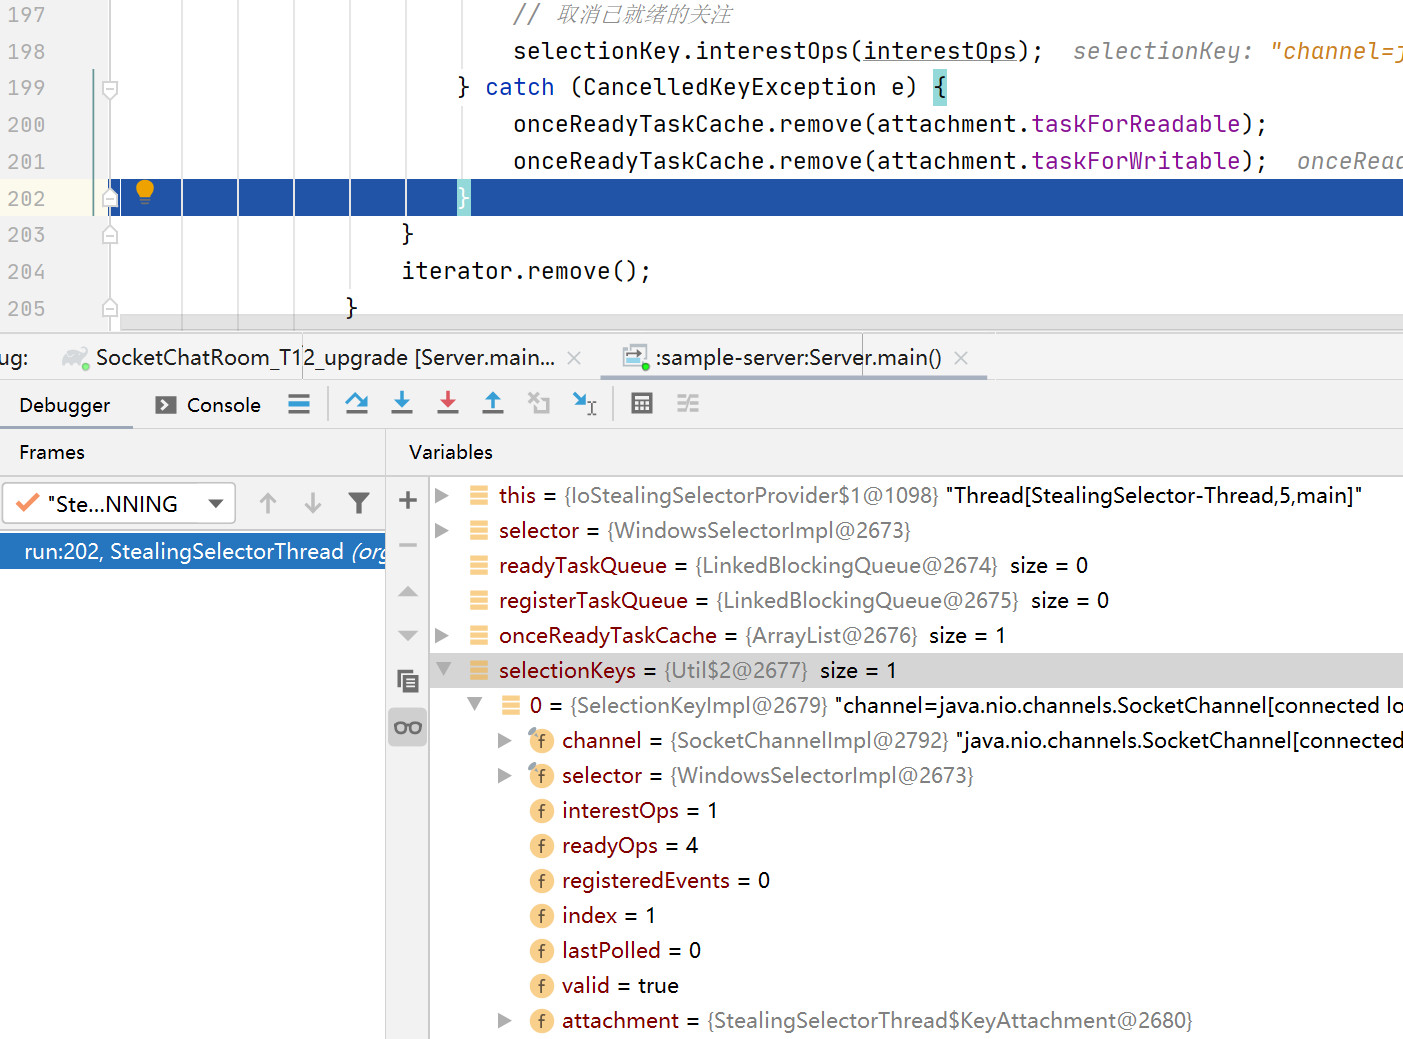 197 // 取消已就绪的关注
198 selectionKey.interestOps(interestOps); selectionKey: "channel=j
199 } catch (CancelledKeyException e) {
200 onceReadyTaskCache.remove(attachment.taskForReadable);
201 onceReadyTaskCache.remove(attachment.taskForWritable); onceReac
202 }
203 }
204 iterator.remove();
205 }
ug: SocketChatRoom_T12_upgrade [Server.main... :sample-server:Server.main()
Debugger Console
Frames Variables
"Ste...NNING
run:202, StealingSelectorThread (org
this = {IoStealingSelectorProvider$1@1098} "Thread[StealingSelector-Thread,5,main]"
selector = {WindowsSelectorImpl@2673}
readyTaskQueue = {LinkedBlockingQueue@2674} size = 0
registerTaskQueue = {LinkedBlockingQueue@2675} size = 0
onceReadyTaskCache = {ArrayList@2676} size = 1
selectionKeys = {Util$2@2677} size = 1
0 = {SelectionKeyImpl@2679} "channel=java.nio.channels.SocketChannel[connected lo
channel = {SocketChannelImpl@2792} "java.nio.channels.SocketChannel[connected
selector = {WindowsSelectorImpl@2673}
interestOps = 1
readyOps = 4
registeredEvents = 0
index = 1
lastPolled = 0
valid = true
attachment = {StealingSelectorThread$KeyAttachment@2680}